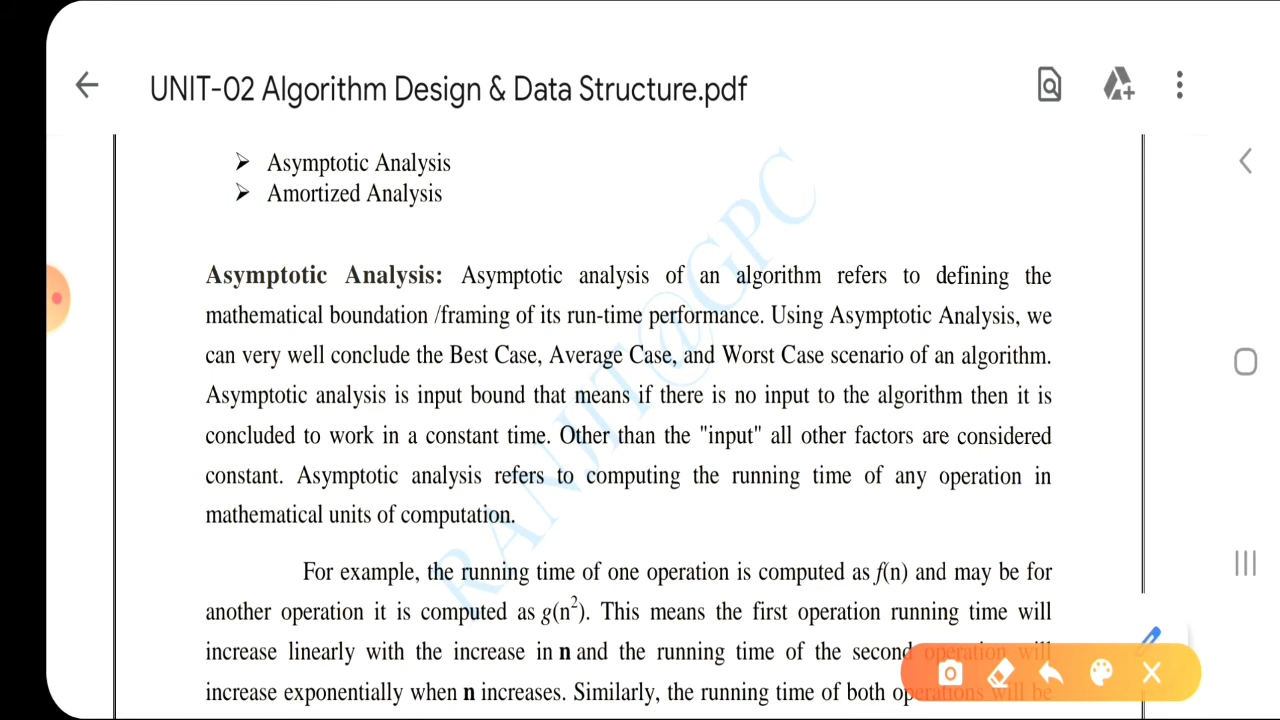 UNIT-02 Algorithm Design & Data Structure.pdf
➢ Asymptotic Analysis
➢ Amortized Analysis
Asymptotic Analysis: Asymptotic analysis of an algorithm refers to defining the
mathematical boundation /framing of its run-time performance. Using Asymptotic Analysis, we
can very well conclude the Best Case, Average Case, and Worst Case scenario of an algorithm.
Asymptotic analysis is input bound that means if there is no input to the algorithm then it is
concluded to work in a constant time. Other than the "input" all other factors are considered
constant. Asymptotic analysis refers to computing the running time of any operation in
mathematical units of computation.
For example, the running time of one operation is computed as f(n) and may be for
another operation it is computed as g(n²). This means the first operation running time will
increase linearly with the increase in n and the running time of the second operation will
increase exponentially when n increases. Similarly, the running time of both operations will be
RANJIT@GPC